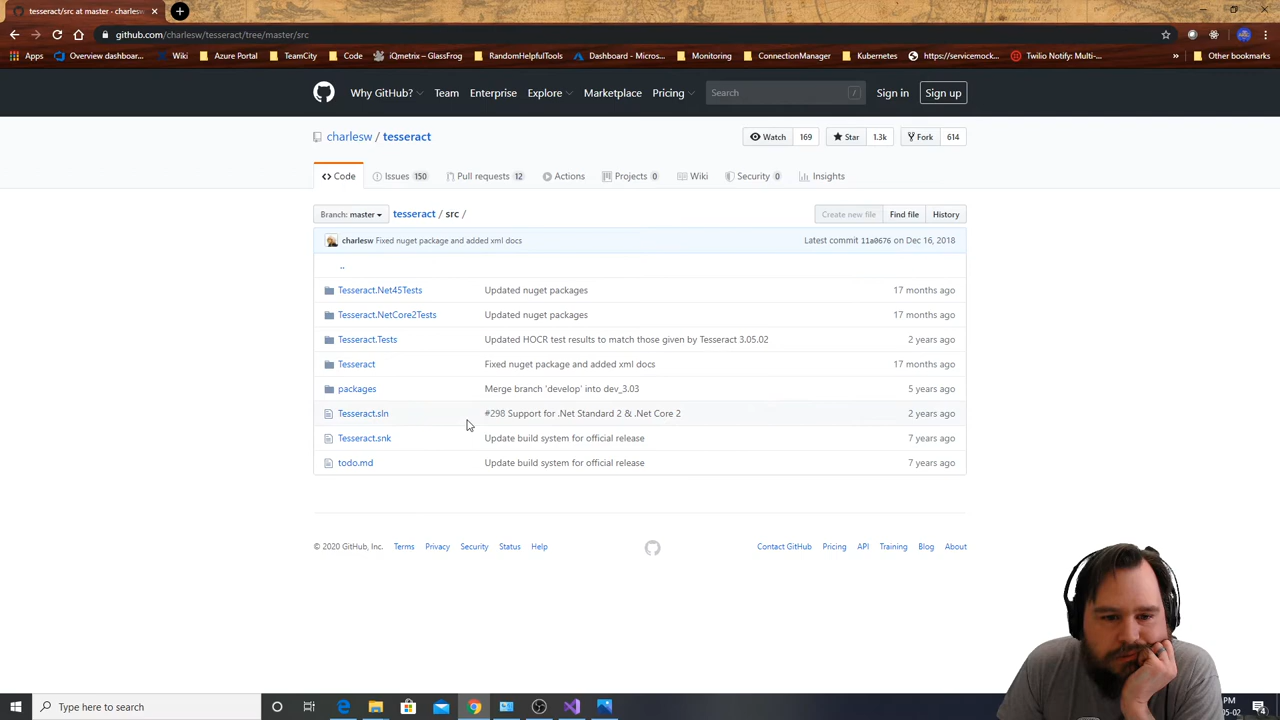 tesseract/src at master · charlesw
github.com/charlesw/tesseract/tree/master/src
Apps
Overview dashboar...
Wiki
Azure Portal
TeamCity
Code
iQmetrix – GlassFrog
RandomHelpfulTools
Dashboard - Micros...
Monitoring
ConnectionManager
Kubernetes
https://servicemock...
Twilio Notify: Multi-...
»
Other bookmarks
Why GitHub?
Team
Enterprise
Explore
Marketplace
Pricing
Search
/
Sign in
Sign up
charlesw / tesseract
Watch 169
Star 1.3k
Fork 614
Code
Issues 150
Pull requests 12
Actions
Projects 0
Wiki
Security 0
Insights
Branch: master
tesseract / src /
Create new file
Find file
History
charlesw Fixed nuget package and added xml docs
Latest commit 11a0676 on Dec 16, 2018
..
Tesseract.Net45Tests Updated nuget packages 17 months ago
Tesseract.NetCore2Tests Updated nuget packages 17 months ago
Tesseract.Tests Updated HOCR test results to match those given by Tesseract 3.05.02 2 years ago
Tesseract Fixed nuget package and added xml docs 17 months ago
packages Merge branch 'develop' into dev_3.03 5 years ago
Tesseract.sln #298 Support for .Net Standard 2 & .Net Core 2 2 years ago
Tesseract.snk Update build system for official release 7 years ago
todo.md Update build system for official release 7 years ago
© 2020 GitHub, Inc.
Terms
Privacy
Security
Status
Help
Contact GitHub
Pricing
API
Training
Blog
About
Type here to search
PM
05-02